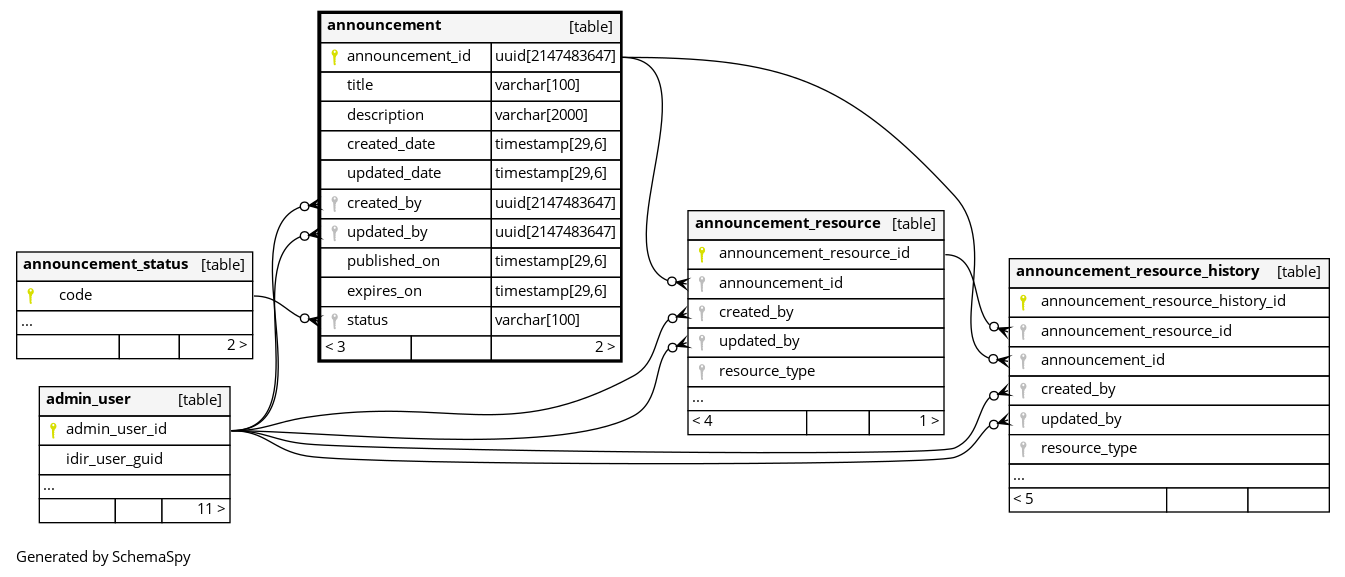 announcement [table]
announcement_id uuid[2147483647]
title varchar[100]
description varchar[2000]
created_date timestamp[29,6]
updated_date timestamp[29,6]
created_by uuid[2147483647]
updated_by uuid[2147483647]
published_on timestamp[29,6]
expires_on timestamp[29,6]
status varchar[100]
< 3 2 >
announcement_status [table]
code
...
2 >
admin_user [table]
admin_user_id
idir_user_guid
...
11 >
announcement_resource [table]
announcement_resource_id
announcement_id
created_by
updated_by
resource_type
...
< 4 1 >
announcement_resource_history [table]
announcement_resource_history_id
announcement_resource_id
announcement_id
created_by
updated_by
resource_type
...
< 5
Generated by SchemaSpy